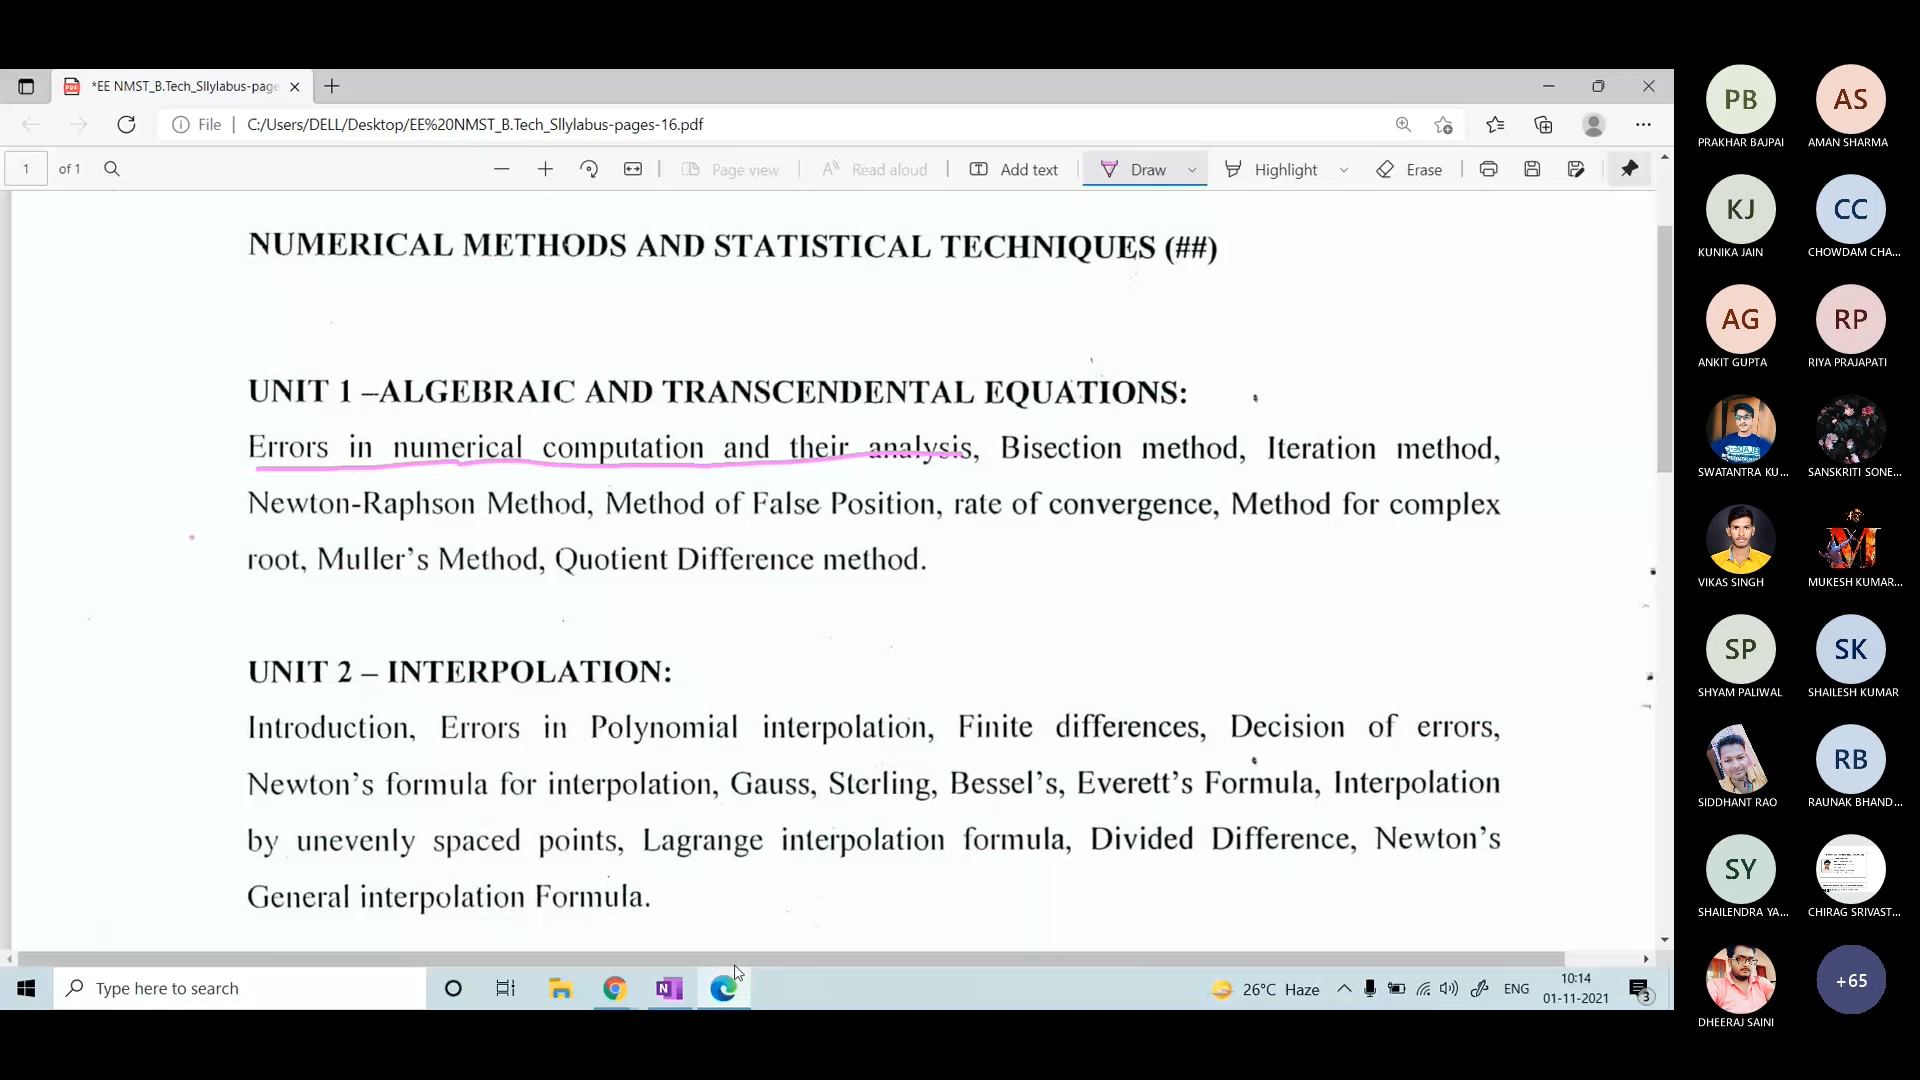 *EE NMST_B.Tech_Sllylabus-page
File
C:/Users/DELL/Desktop/EE%20NMST_B.Tech_Sllylabus-pages-16.pdf
1 of 1
Page view
Read aloud
Add text
Draw
Highlight
Erase
NUMERICAL METHODS AND STATISTICAL TECHNIQUES (##)
UNIT 1 –ALGEBRAIC AND TRANSCENDENTAL EQUATIONS:
Errors in numerical computation and their analysis, Bisection method, Iteration method,
Newton-Raphson Method, Method of False Position, rate of convergence, Method for complex
root, Muller's Method, Quotient Difference method.
UNIT 2 – INTERPOLATION:
Introduction, Errors in Polynomial interpolation, Finite differences, Decision of errors,
Newton's formula for interpolation, Gauss, Sterling, Bessel's, Everett's Formula, Interpolation
by unevenly spaced points, Lagrange interpolation formula, Divided Difference, Newton's
General interpolation Formula.
Type here to search
26°C Haze
ENG
10:14
01-11-2021
3
PB AS
PRAKHAR BAJPAI AMAN SHARMA
KJ CC
KUNIKA JAIN CHOWDAM CHA...
AG RP
ANKIT GUPTA RIYA PRAJAPATI
SWATANTRA KU... SANSKRITI SONE...
VIKAS SINGH MUKESH KUMAR...
SP SK
SHYAM PALIWAL SHAILESH KUMAR
RB
SIDDHANT RAO RAUNAK BHAND...
SY
SHAILENDRA YA... CHIRAG SRIVAST...
+65
DHEERAJ SAINI